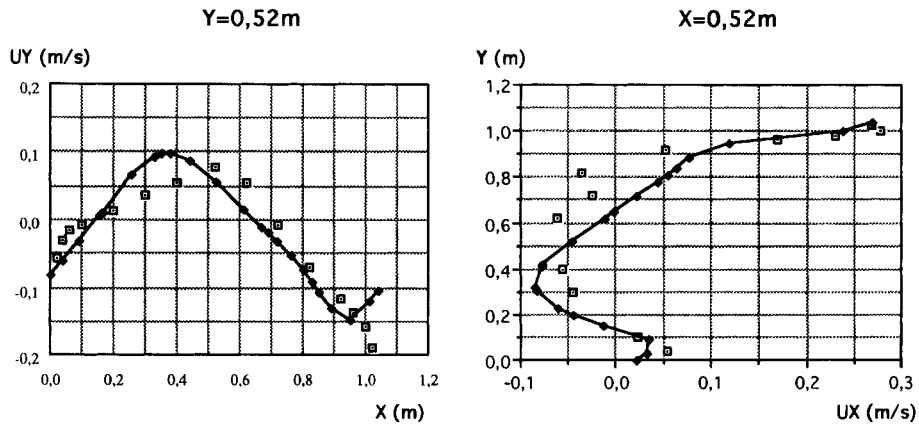 Y=0,52m
UY (m/s)
0,2
0,1
0,0
-0,1
-0,2
0,0 0,2 0,4 0,6 0,8 1,0 1,2
X (m)
X=0,52m
Y (m)
1,2
1,0
0,8
0,6
0,4
0,2
0,0
-0,1 0,0 0,1 0,2 0,3
UX (m/s)